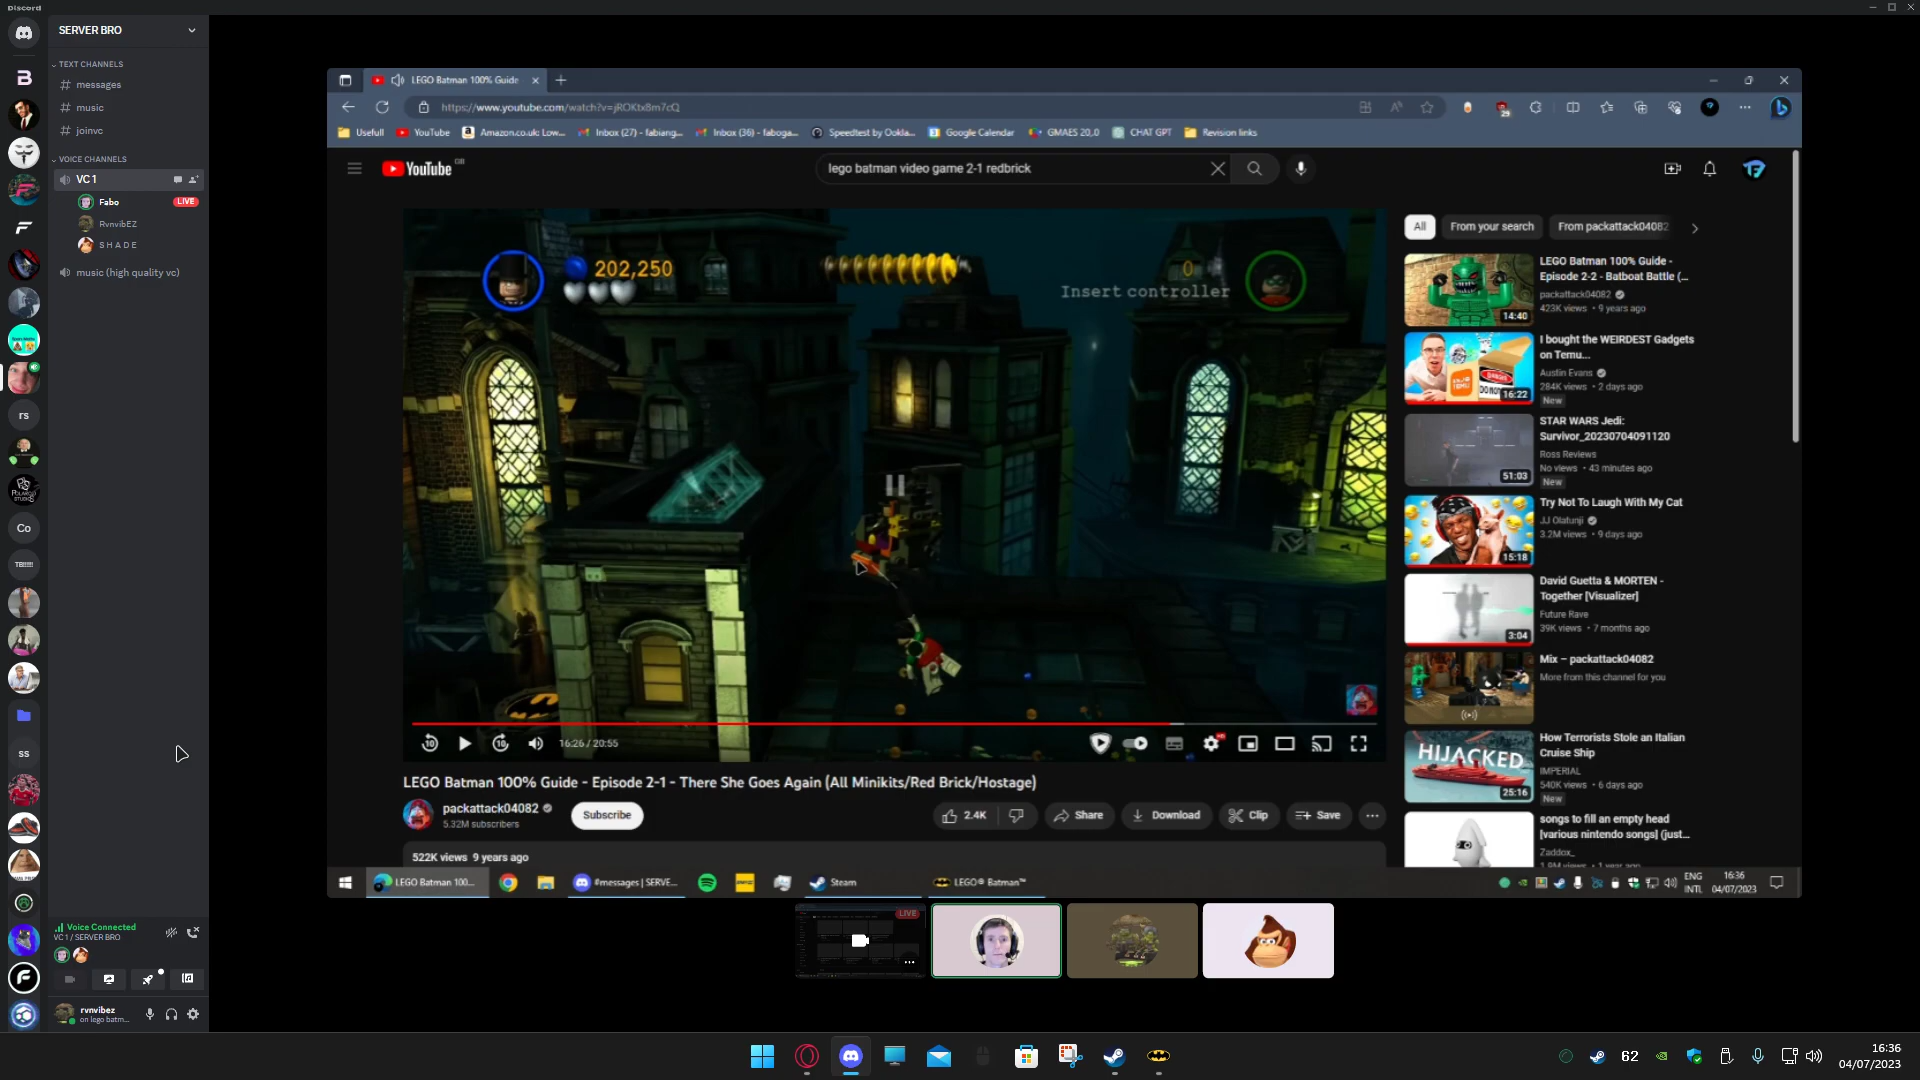 Discord
SERVER BRO
TEXT CHANNELS
# messages
# music
# joinvc
VOICE CHANNELS
VC 1
Fabo LIVE
RvnvibEZ
S H A D E
music (high quality vc)
B
rs
Co
TB!!!!!!
ss
Voice Connected
VC 1 / SERVER BRO
rvnvibez
on lego batm...
LEGO Batman 100% Guide
https://www.youtube.com/watch?v=jROKtx8m7cQ
29
Usefull
YouTube
Amazon.co.uk: Low...
Inbox (27) - fabiang...
Inbox (36) - faboga...
Speedtest by Ookla...
Google Calendar
GMAES 20,0
CHAT GPT
Revision links
YouTube GB
lego batman video game 2-1 redbrick
202,250
0
Insert controller
16:26 / 20:55
LEGO Batman 100% Guide - Episode 2-1 - There She Goes Again (All Minikits/Red Brick/Hostage)
packattack04082
5.32M subscribers
Subscribe
2.4K
Share
Download
Clip
Save
522K views 9 years ago
All
From your search
From packattack04082
LEGO Batman 100% Guide -
Episode 2-2 - Batboat Battle (...
packattack04082
423K views • 9 years ago
14:40
I bought the WEIRDEST Gadgets
on Temu...
Austin Evans
284K views • 2 days ago
New
16:22
STAR WARS Jedi:
Survivor_20230704091120
Ross Reviews
No views • 43 minutes ago
New
51:03
Try Not To Laugh With My Cat
JJ Olatunji
3.2M views • 9 days ago
15:18
David Guetta & MORTEN -
Together [Visualizer]
Future Rave
39K views • 7 months ago
3:04
Mix – packattack04082
More from this channel for you
How Terrorists Stole an Italian
Cruise Ship
IMPERIAL
540K views • 6 days ago
New
HIJACKED
25:16
songs to fill an empty head
[various nintendo songs] (just...
Zaddox_
1.9M views • 1 year ago
LEGO Batman 100...
#messages | SERVE...
Steam
LEGO® Batman™
ENG
INTL
16:36
04/07/2023
LIVE
62
16:36
04/07/2023